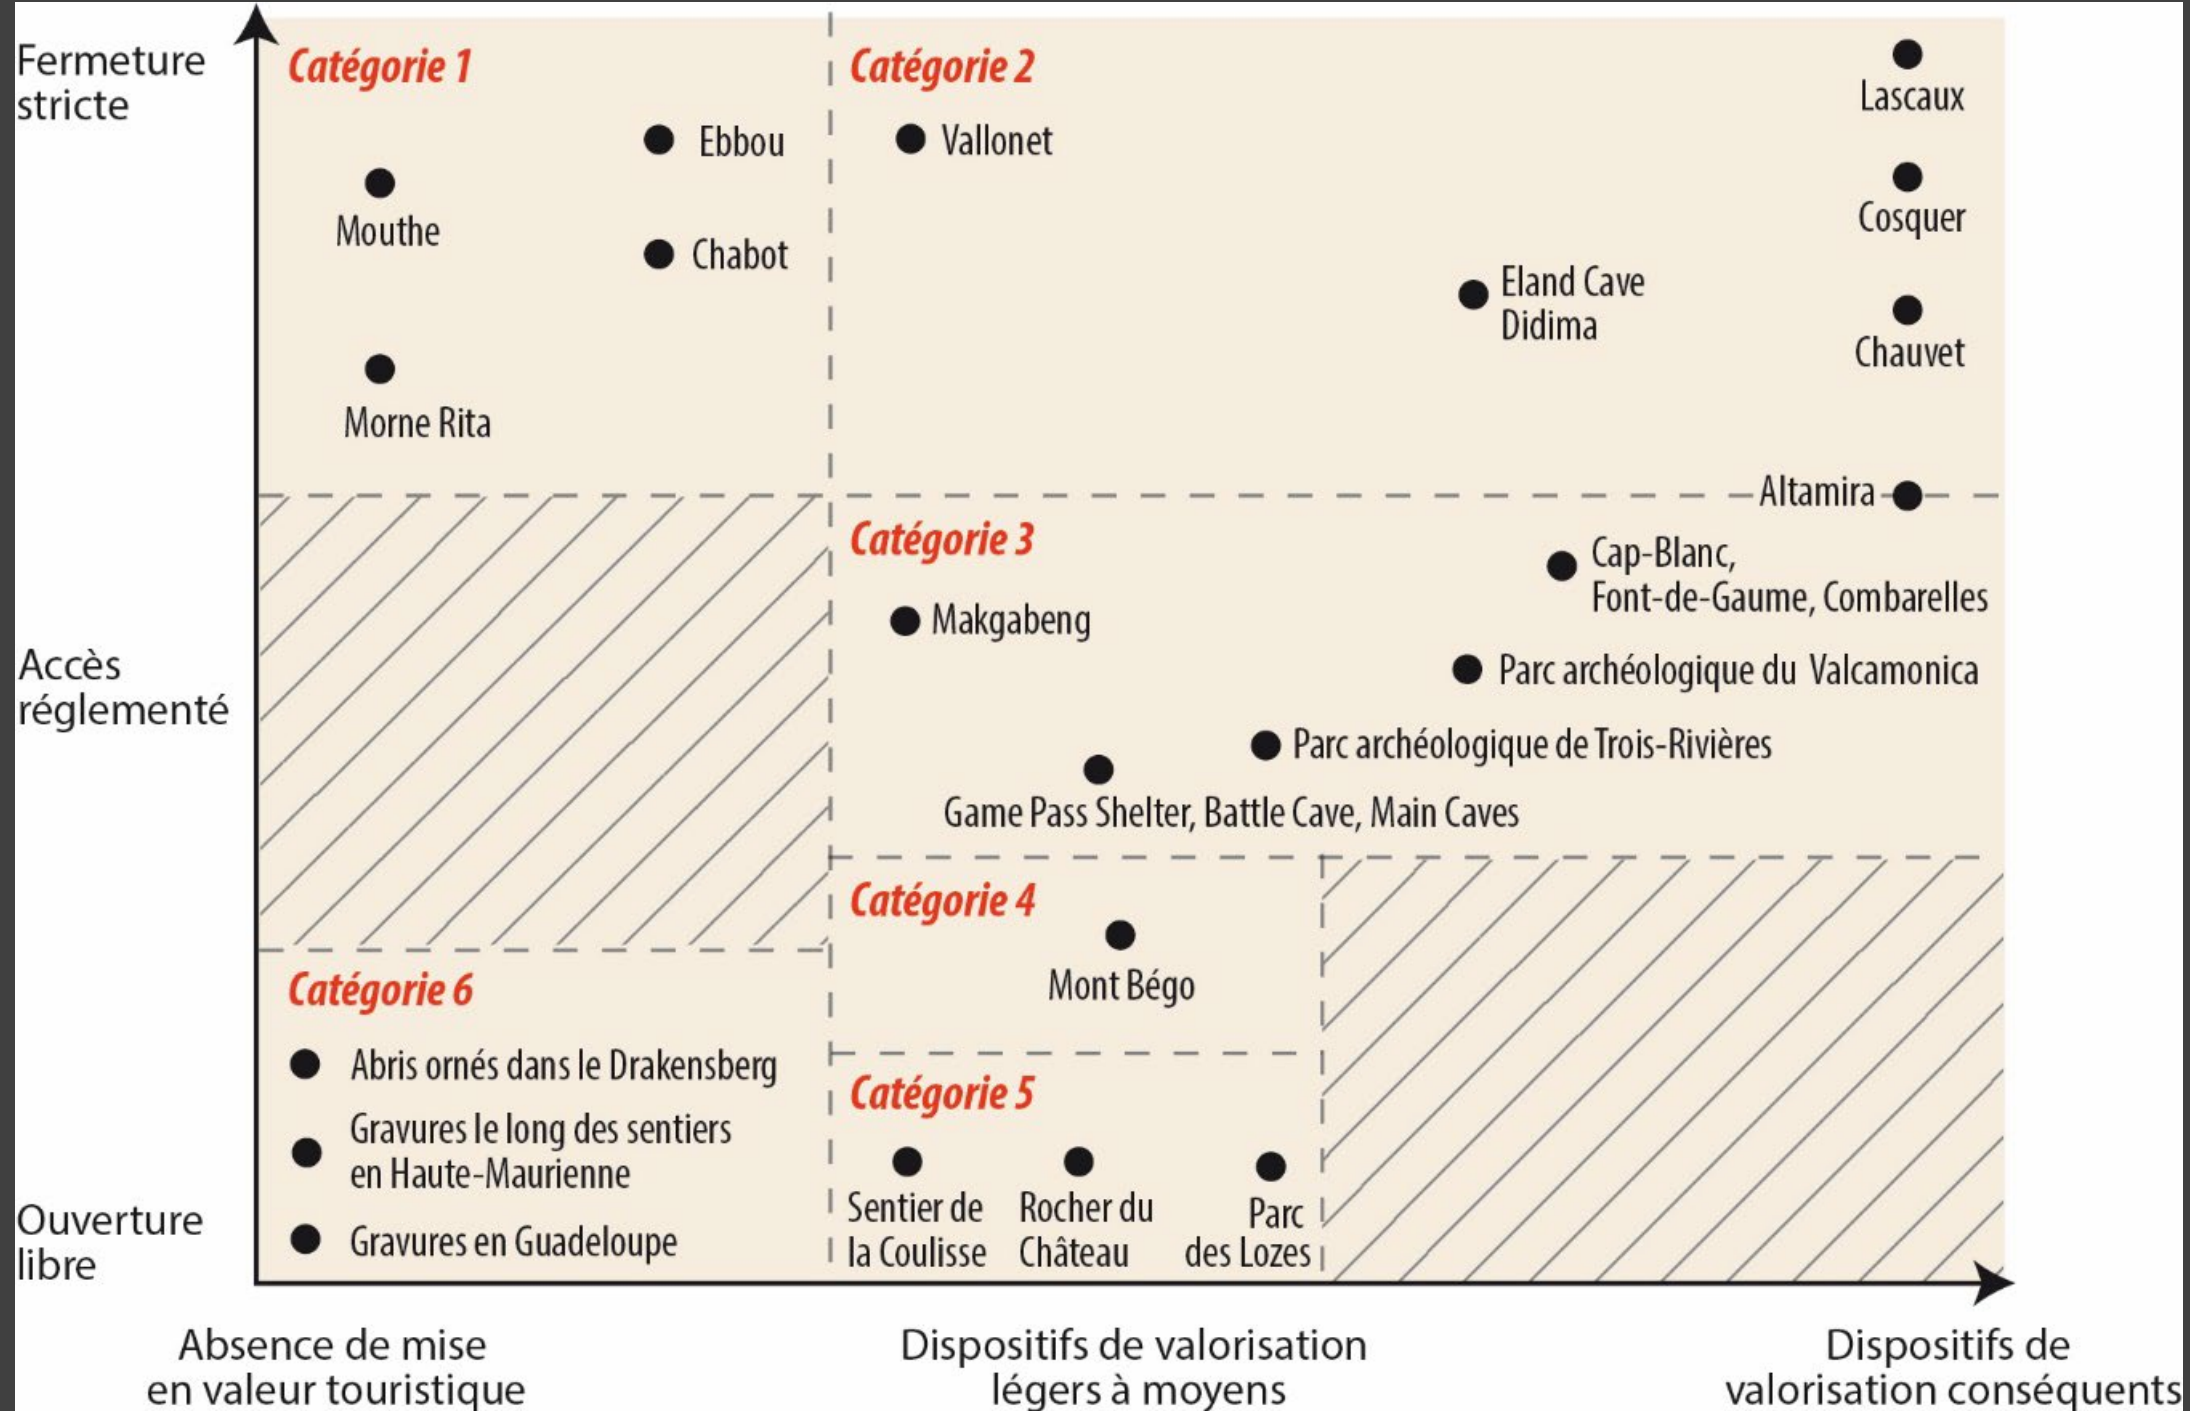 Fermeture
stricte
Catégorie 1
Catégorie 2
Lascaux
Ebbou
Vallonet
Mouthe
Cosquer
Chabot
Eland Cave
Didima
Chauvet
Morne Rita
Altamira
Catégorie 3
Cap-Blanc,
Font-de-Gaume, Combarelles
Makgabeng
Accès
réglementé
Parc archéologique du Valcamonica
Parc archéologique de Trois-Rivières
Game Pass Shelter, Battle Cave, Main Caves
Catégorie 4
Mont Bégo
Catégorie 6
Abris ornés dans le Drakensberg
Gravures le long des sentiers
en Haute-Maurienne
Gravures en Guadeloupe
Catégorie 5
Sentier de
la Coulisse
Rocher du
Château
Parc
des Lozes
Ouverture
libre
Absence de mise
en valeur touristique
Dispositifs de valorisation
légers à moyens
Dispositifs de
valorisation conséquents